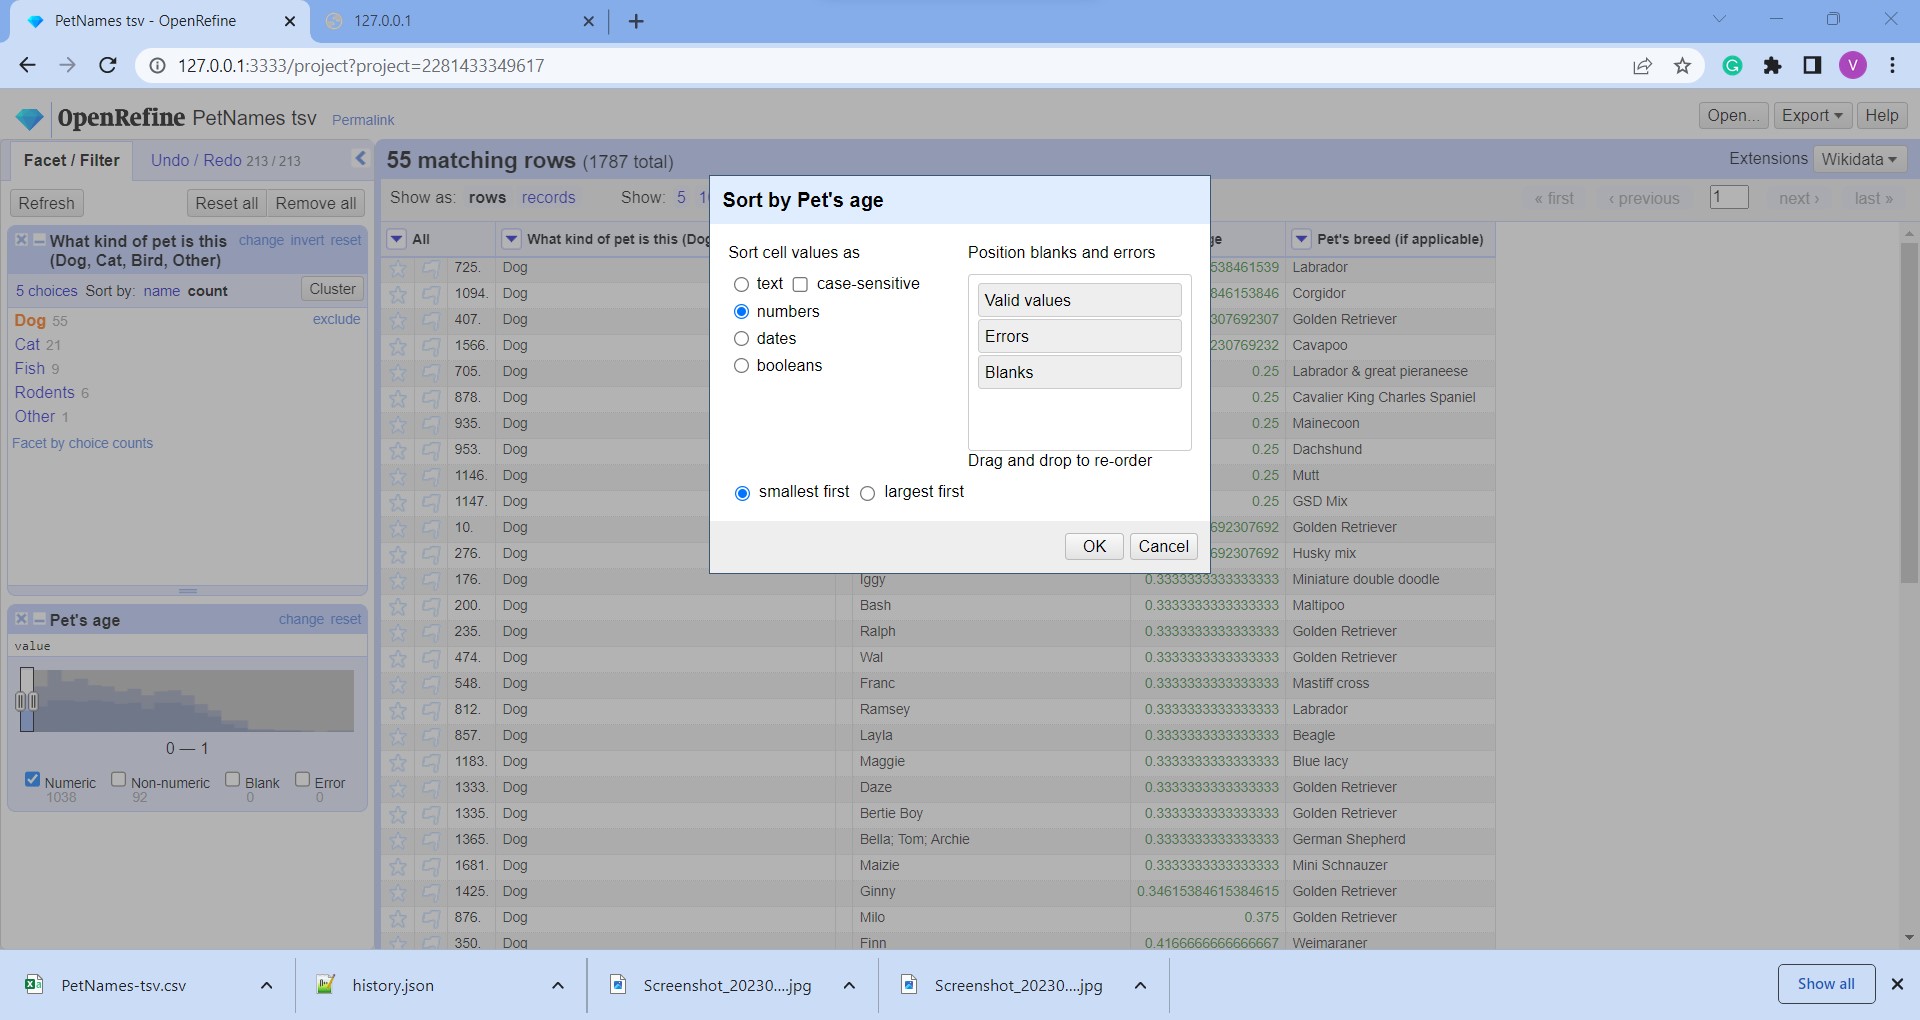 PetNames tsv - OpenRefine
127.0.0.1
127.0.0.1:3333/project?project=2281433349617
V
OpenRefine PetNames tsv Permalink
Open... Export Help
Facet / Filter Undo / Redo 213 / 213
55 matching rows (1787 total)
Extensions Wikidata
Refresh Reset all Remove all
Show as: rows records Show: 5
« first ‹ previous 1 next › last »
What kind of pet is this (Dog, Cat, Bird, Other)
change invert reset
5 choices Sort by: name count Cluster
Dog 55 exclude
Cat 21
Fish 9
Rodents 6
Other 1
Facet by choice counts
Pet's age change reset
value
0 — 1
Numeric 1038
Non-numeric 92
Blank 0
Error 0
Sort by Pet's age
Sort cell values as
text case-sensitive
numbers
dates
booleans
Position blanks and errors
Valid values
Errors
Blanks
Drag and drop to re-order
smallest first largest first
OK Cancel
All What kind of pet is this Pet's breed (if applicable)
725. Dog 538461539 Labrador
1094. Dog 846153846 Corgidor
407. Dog 307692307 Golden Retriever
1566. Dog 230769232 Cavapoo
705. Dog 0.25 Labrador & great pieraneese
878. Dog 0.25 Cavalier King Charles Spaniel
935. Dog 0.25 Mainecoon
953. Dog 0.25 Dachshund
1146. Dog 0.25 Mutt
1147. Dog 0.25 GSD Mix
10. Dog 692307692 Golden Retriever
276. Dog 692307692 Husky mix
176. Dog Iggy 0.3333333333333333 Miniature double doodle
200. Dog Bash 0.3333333333333333 Maltipoo
235. Dog Ralph 0.3333333333333333 Golden Retriever
474. Dog Wal 0.3333333333333333 Golden Retriever
548. Dog Franc 0.3333333333333333 Mastiff cross
812. Dog Ramsey 0.3333333333333333 Labrador
857. Dog Layla 0.3333333333333333 Beagle
1183. Dog Maggie 0.3333333333333333 Blue lacy
1333. Dog Daze 0.3333333333333333 Golden Retriever
1335. Dog Bertie Boy 0.3333333333333333 Golden Retriever
1365. Dog Bella; Tom; Archie 0.3333333333333333 German Shepherd
1681. Dog Maizie 0.3333333333333333 Mini Schnauzer
1425. Dog Ginny 0.34615384615384615 Golden Retriever
876. Dog Milo 0.375 Golden Retriever
350. Dog Finn 0.4166666666666667 Weimaraner
PetNames-tsv.csv
history.json
Screenshot_20230....jpg
Screenshot_20230....jpg
Show all